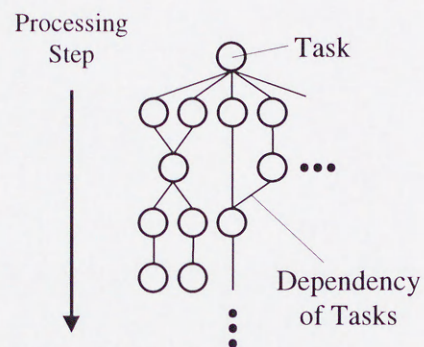 Processing
Step
Task
Dependency
of Tasks